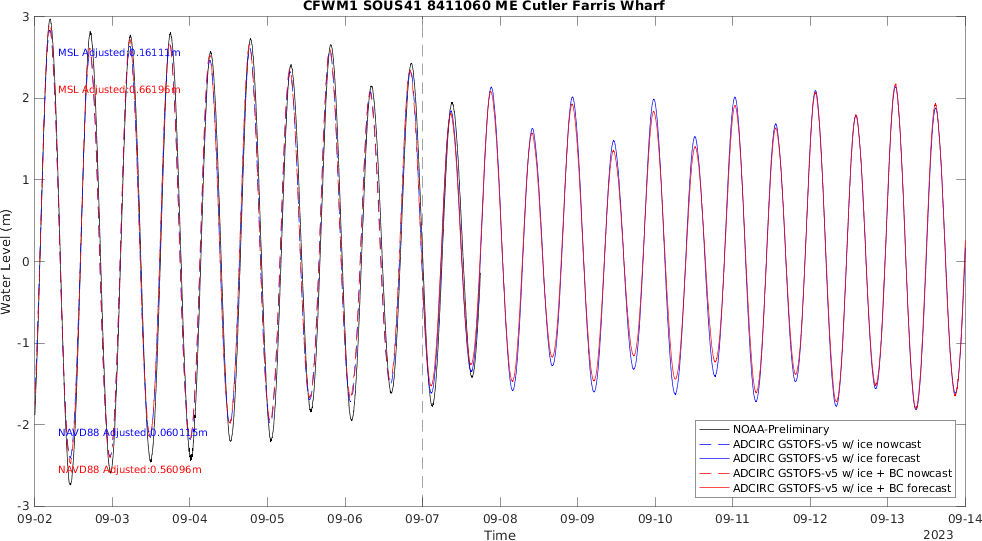 CFWM1 SOUS41 8411060 ME Cutler Farris Wharf
3
2
1
0
-1
-2
-3
Water Level (m)
MSL Adjusted:0.16111m
MSL Adjusted:0.66196m
NAVD88 Adjusted:0.060115m
NAVD88 Adjusted:0.56096m
NOAA-Preliminary
ADCIRC GSTOFS-v5 w/ ice nowcast
ADCIRC GSTOFS-v5 w/ ice forecast
ADCIRC GSTOFS-v5 w/ ice + BC nowcast
ADCIRC GSTOFS-v5 w/ ice + BC forecast
09-02 09-03 09-04 09-05 09-06 09-07 09-08 09-09 09-10 09-11 09-12 09-13 09-14
Time
2023